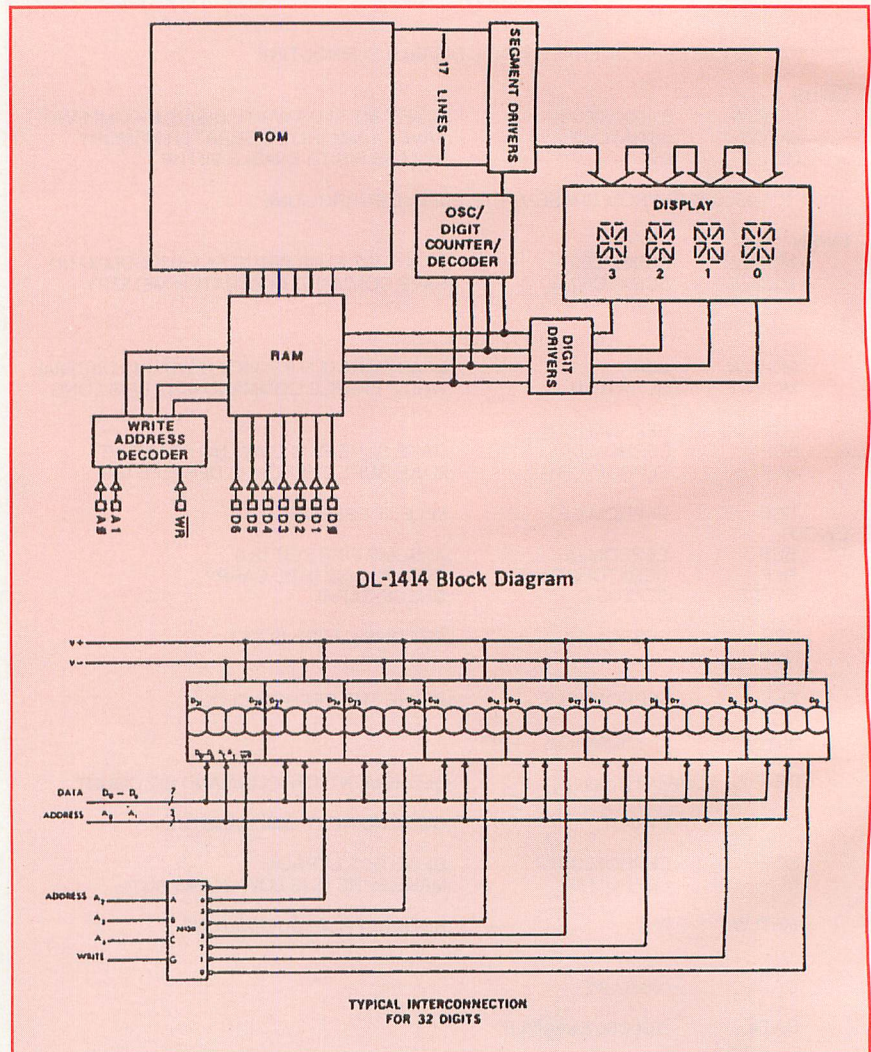 ROM
17 LINES
SEGMENT DRIVERS
OSC/
DIGIT
COUNTER/
DECODER
DISPLAY
3 2 1 0
RAM
DIGIT
DRIVERS
WRITE
ADDRESS
DECODER
A0 A1 WR D6 D5 D4 D3 D2 D1 D0
DL-1414 Block Diagram
V+
V-
DATA D0 - D6 7
ADDRESS A0 A1 2
ADDRESS A2 A 7
A3 B 6
A4 C 5
WRITE G 4
3
2
1
0
TYPICAL INTERCONNECTION
FOR 32 DIGITS